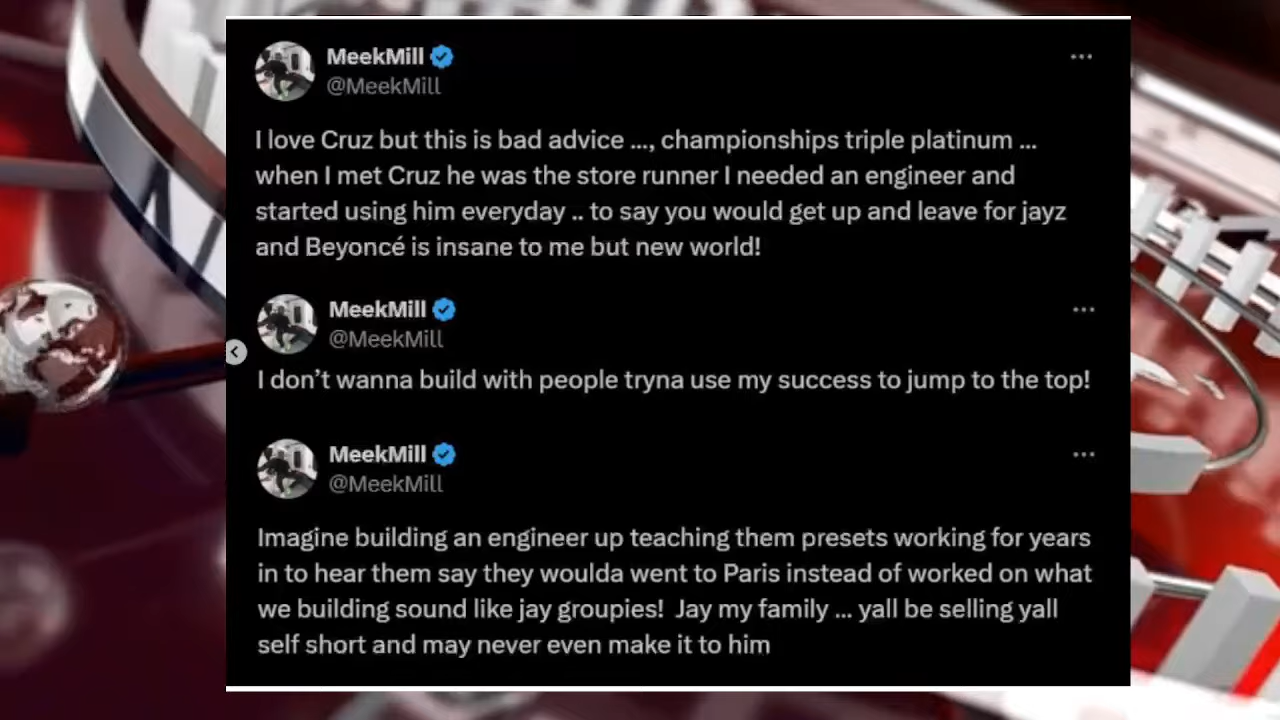 MeekMill
@MeekMill
I love Cruz but this is bad advice ..., championships triple platinum ...
when I met Cruz he was the store runner I needed an engineer and
started using him everyday .. to say you would get up and leave for jayz
and Beyoncé is insane to me but new world!
MeekMill
@MeekMill
I don’t wanna build with people tryna use my success to jump to the top!
MeekMill
@MeekMill
Imagine building an engineer up teaching them presets working for years
in to hear them say they woulda went to Paris instead of worked on what
we building sound like jay groupies!  Jay my family ... yall be selling yall
self short and may never even make it to him